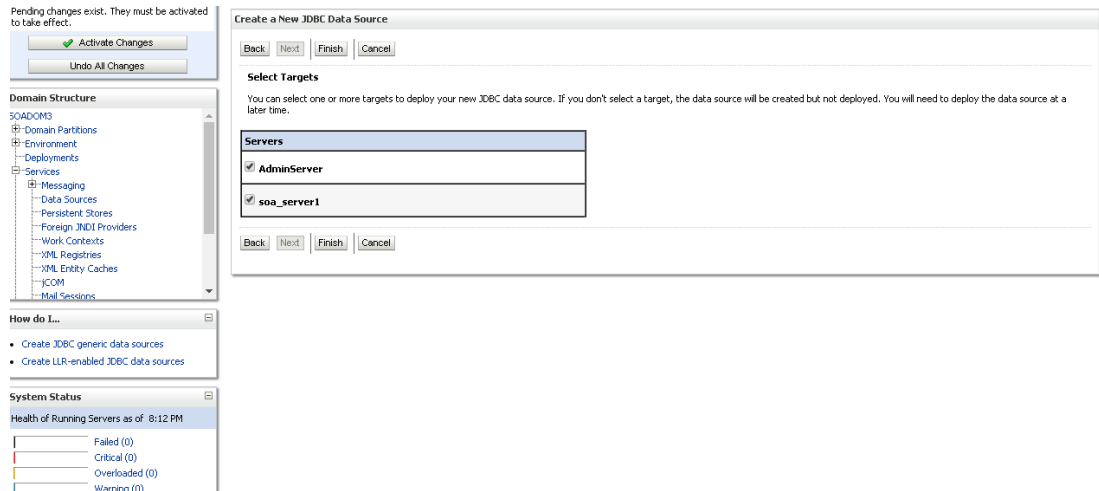 Pending changes exist. They must be activated
to take effect.
Activate Changes
Undo All Changes
Domain Structure
SOADOM3
Domain Partitions
Environment
Deployments
Services
Messaging
Data Sources
Persistent Stores
Foreign JNDI Providers
Work Contexts
XML Registries
XML Entity Caches
jCOM
Mail Sessions
How do I...
Create JDBC generic data sources
Create LLR-enabled JDBC data sources
System Status
Health of Running Servers as of 8:12 PM
Failed (0)
Critical (0)
Overloaded (0)
Warning (0)
Create a New JDBC Data Source
Back Next Finish Cancel
Select Targets
You can select one or more targets to deploy your new JDBC data source. If you don't select a target, the data source will be created but not deployed. You will need to deploy the data source at a
later time.
Servers
AdminServer
soa_server1
Back Next Finish Cancel